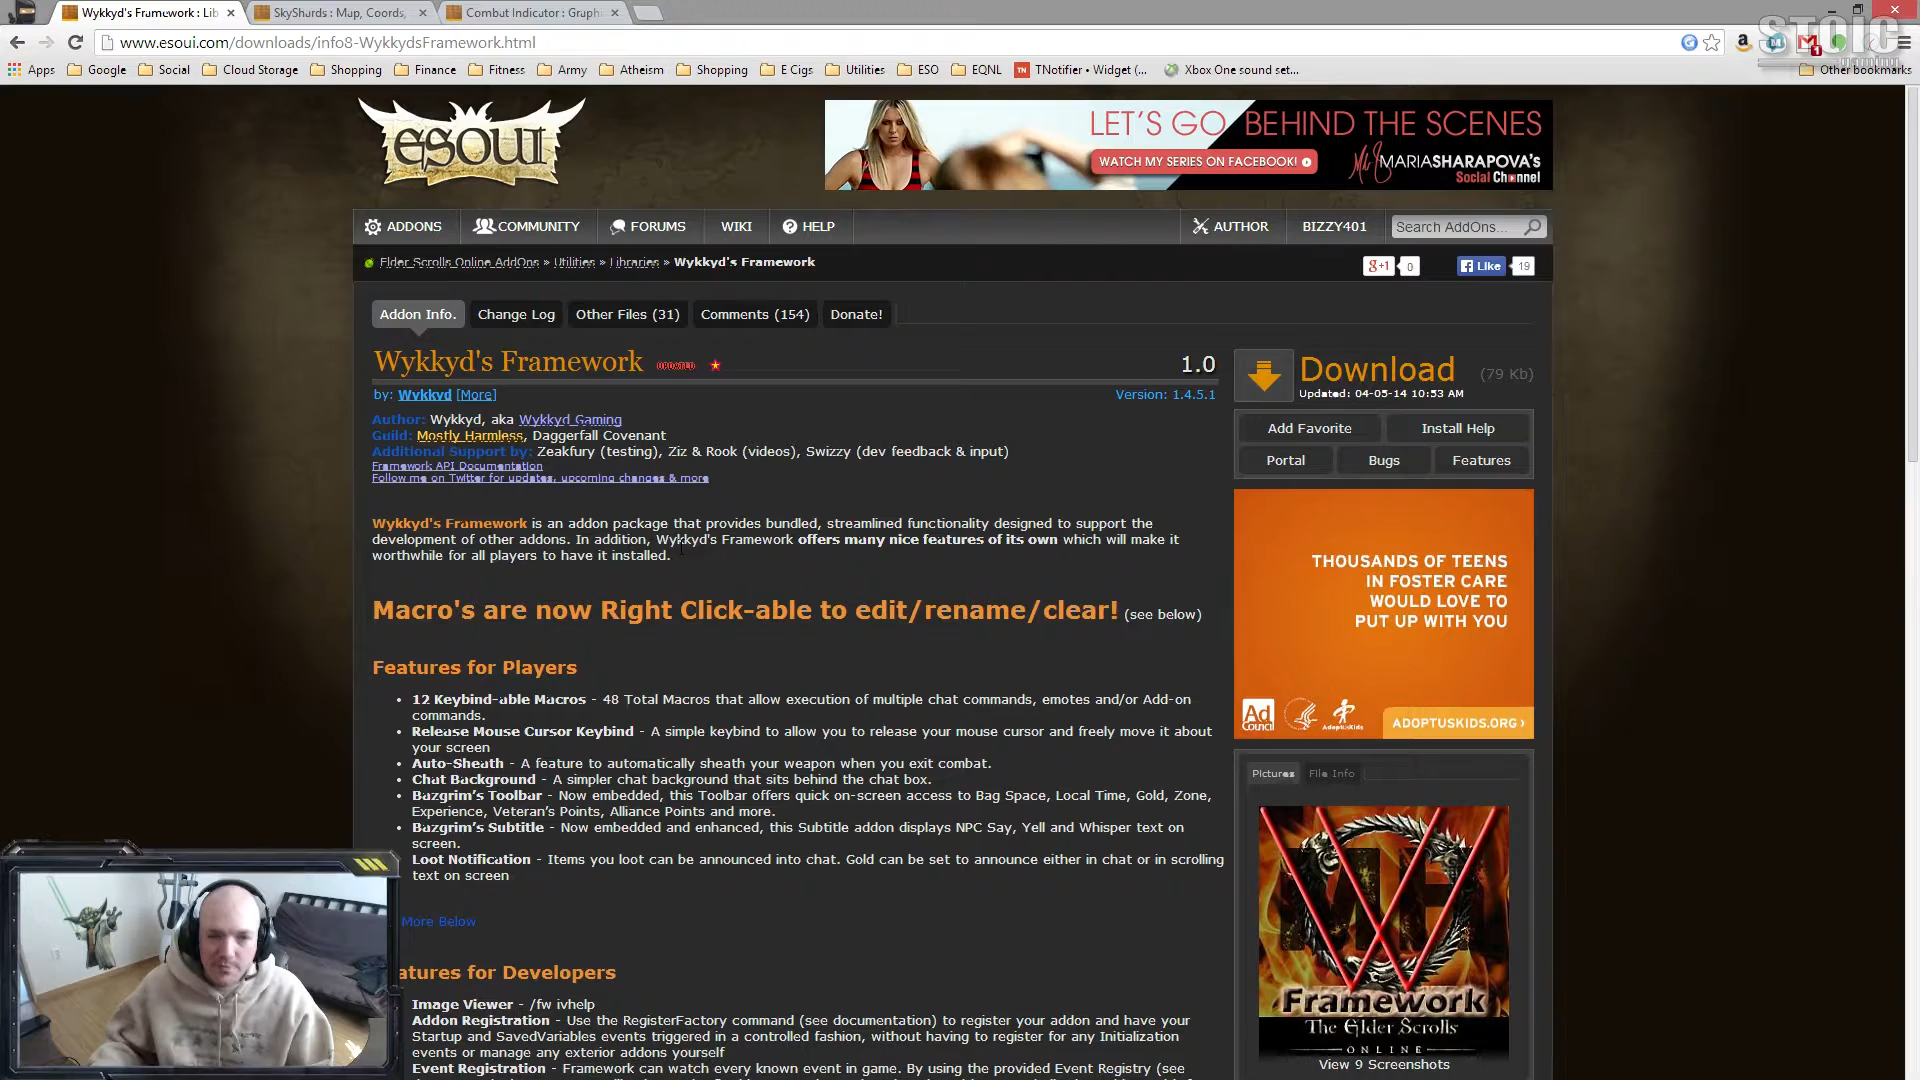 Wykkyd's Framework : Lib
SkyShards : Map, Coords,
Combat Indicator : Graphi
www.esoui.com/downloads/info8-WykkydsFramework.html
STOIC
gaming
Apps
Google
Social
Cloud Storage
Shopping
Finance
Fitness
Army
Atheism
Shopping
E Cigs
Utilities
ESO
EQNL
TN
TNotifier • Widget (...
Xbox One sound set...
Other bookmarks
ESOUI
LET'S GO BEHIND THE SCENES
WATCH MY SERIES ON FACEBOOK!
MARIASHARAPOVA'S
Social Channel
ADDONS
COMMUNITY
FORUMS
WIKI
HELP
AUTHOR
BIZZY401
Search AddOns...
Elder Scrolls Online AddOns » Utilities » Libraries » Wykkyd's Framework
g+1
0
Like
19
Addon Info.
Change Log
Other Files (31)
Comments (154)
Donate!
Wykkyd's Framework
UPDATED
1.0
by: Wykkyd [More]
Version: 1.4.5.1
Download
(79 Kb)
Updated: 04-05-14 10:53 AM
Author: Wykkyd, aka Wykkyd Gaming
Guild: Mostly Harmless, Daggerfall Covenant
Additional Support by: Zeakfury (testing), Ziz & Rook (videos), Swizzy (dev feedback & input)
Framework API Documentation
Follow me on Twitter for updates, upcoming changes & more
Add Favorite
Install Help
Portal
Bugs
Features
Wykkyd's Framework is an addon package that provides bundled, streamlined functionality designed to support the
development of other addons. In addition, Wykkyd's Framework offers many nice features of its own which will make it
worthwhile for all players to have it installed.
Macro's are now Right Click-able to edit/rename/clear! (see below)
THOUSANDS OF TEENS
IN FOSTER CARE
WOULD LOVE TO
PUT UP WITH YOU
Ad
Council
AdoptUsKids
ADOPTUSKIDS.ORG ›
Features for Players
• 12 Keybind-able Macros - 48 Total Macros that allow execution of multiple chat commands, emotes and/or Add-on
commands.
• Release Mouse Cursor Keybind - A simple keybind to allow you to release your mouse cursor and freely move it about
your screen
• Auto-Sheath - A feature to automatically sheath your weapon when you exit combat.
• Chat Background - A simpler chat background that sits behind the chat box.
• Bazgrim's Toolbar - Now embedded, this Toolbar offers quick on-screen access to Bag Space, Local Time, Gold, Zone,
Experience, Veteran's Points, Alliance Points and more.
• Bazgrim's Subtitle - Now embedded and enhanced, this Subtitle addon displays NPC Say, Yell and Whisper text on
screen.
Loot Notification - Items you loot can be announced into chat. Gold can be set to announce either in chat or in scrolling
text on screen
More Below
Pictures
File Info
Framework
The Elder Scrolls
ONLINE
View 9 Screenshots
atures for Developers
Image Viewer - /fw ivhelp
Addon Registration - Use the RegisterFactory command (see documentation) to register your addon and have your
Startup and SavedVariables events triggered in a controlled fashion, without having to register for any Initialization
events or manage any exterior addons yourself
Event Registration - Framework can watch every known event in game. By using the provided Event Registry (see